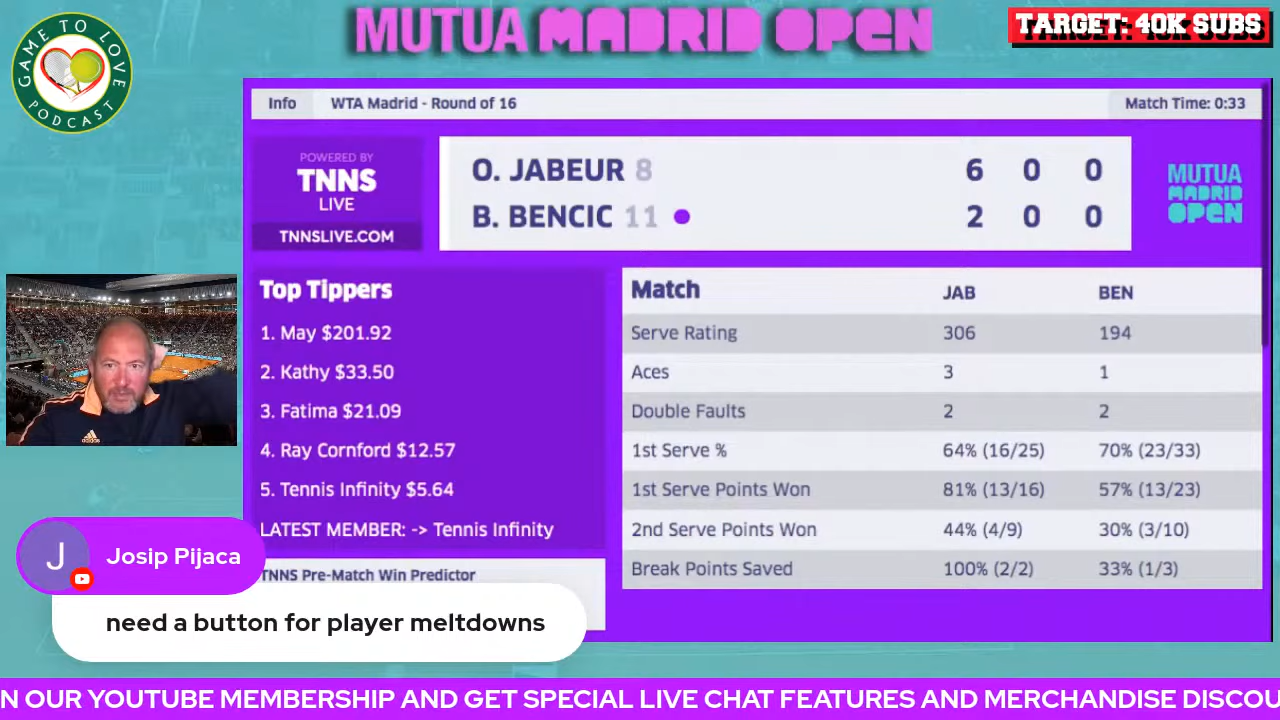 GAME TO LOVE
PODCAST
MUTUA MADRID OPEN
TARGET: 40K SUBS
Info
WTA Madrid - Round of 16
Match Time: 0:33
POWERED BY
TNNS
LIVE
TNNSLIVE.COM
O. JABEUR 8 6 0 0
B. BENCIC 11 2 0 0
MUTUA
MADRID
OPEN
Top Tippers
1. May $201.92
2. Kathy $33.50
3. Fatima $21.09
4. Ray Cornford $12.57
5. Tennis Infinity $5.64
LATEST MEMBER: -> Tennis Infinity
TNNS Pre-Match Win Predictor
Match JAB BEN
Serve Rating 306 194
Aces 3 1
Double Faults 2 2
1st Serve % 64% (16/25) 70% (23/33)
1st Serve Points Won 81% (13/16) 57% (13/23)
2nd Serve Points Won 44% (4/9) 30% (3/10)
Break Points Saved 100% (2/2) 33% (1/3)
J
Josip Pijaca
need a button for player meltdowns
N OUR YOUTUBE MEMBERSHIP AND GET SPECIAL LIVE CHAT FEATURES AND MERCHANDISE DISCOU